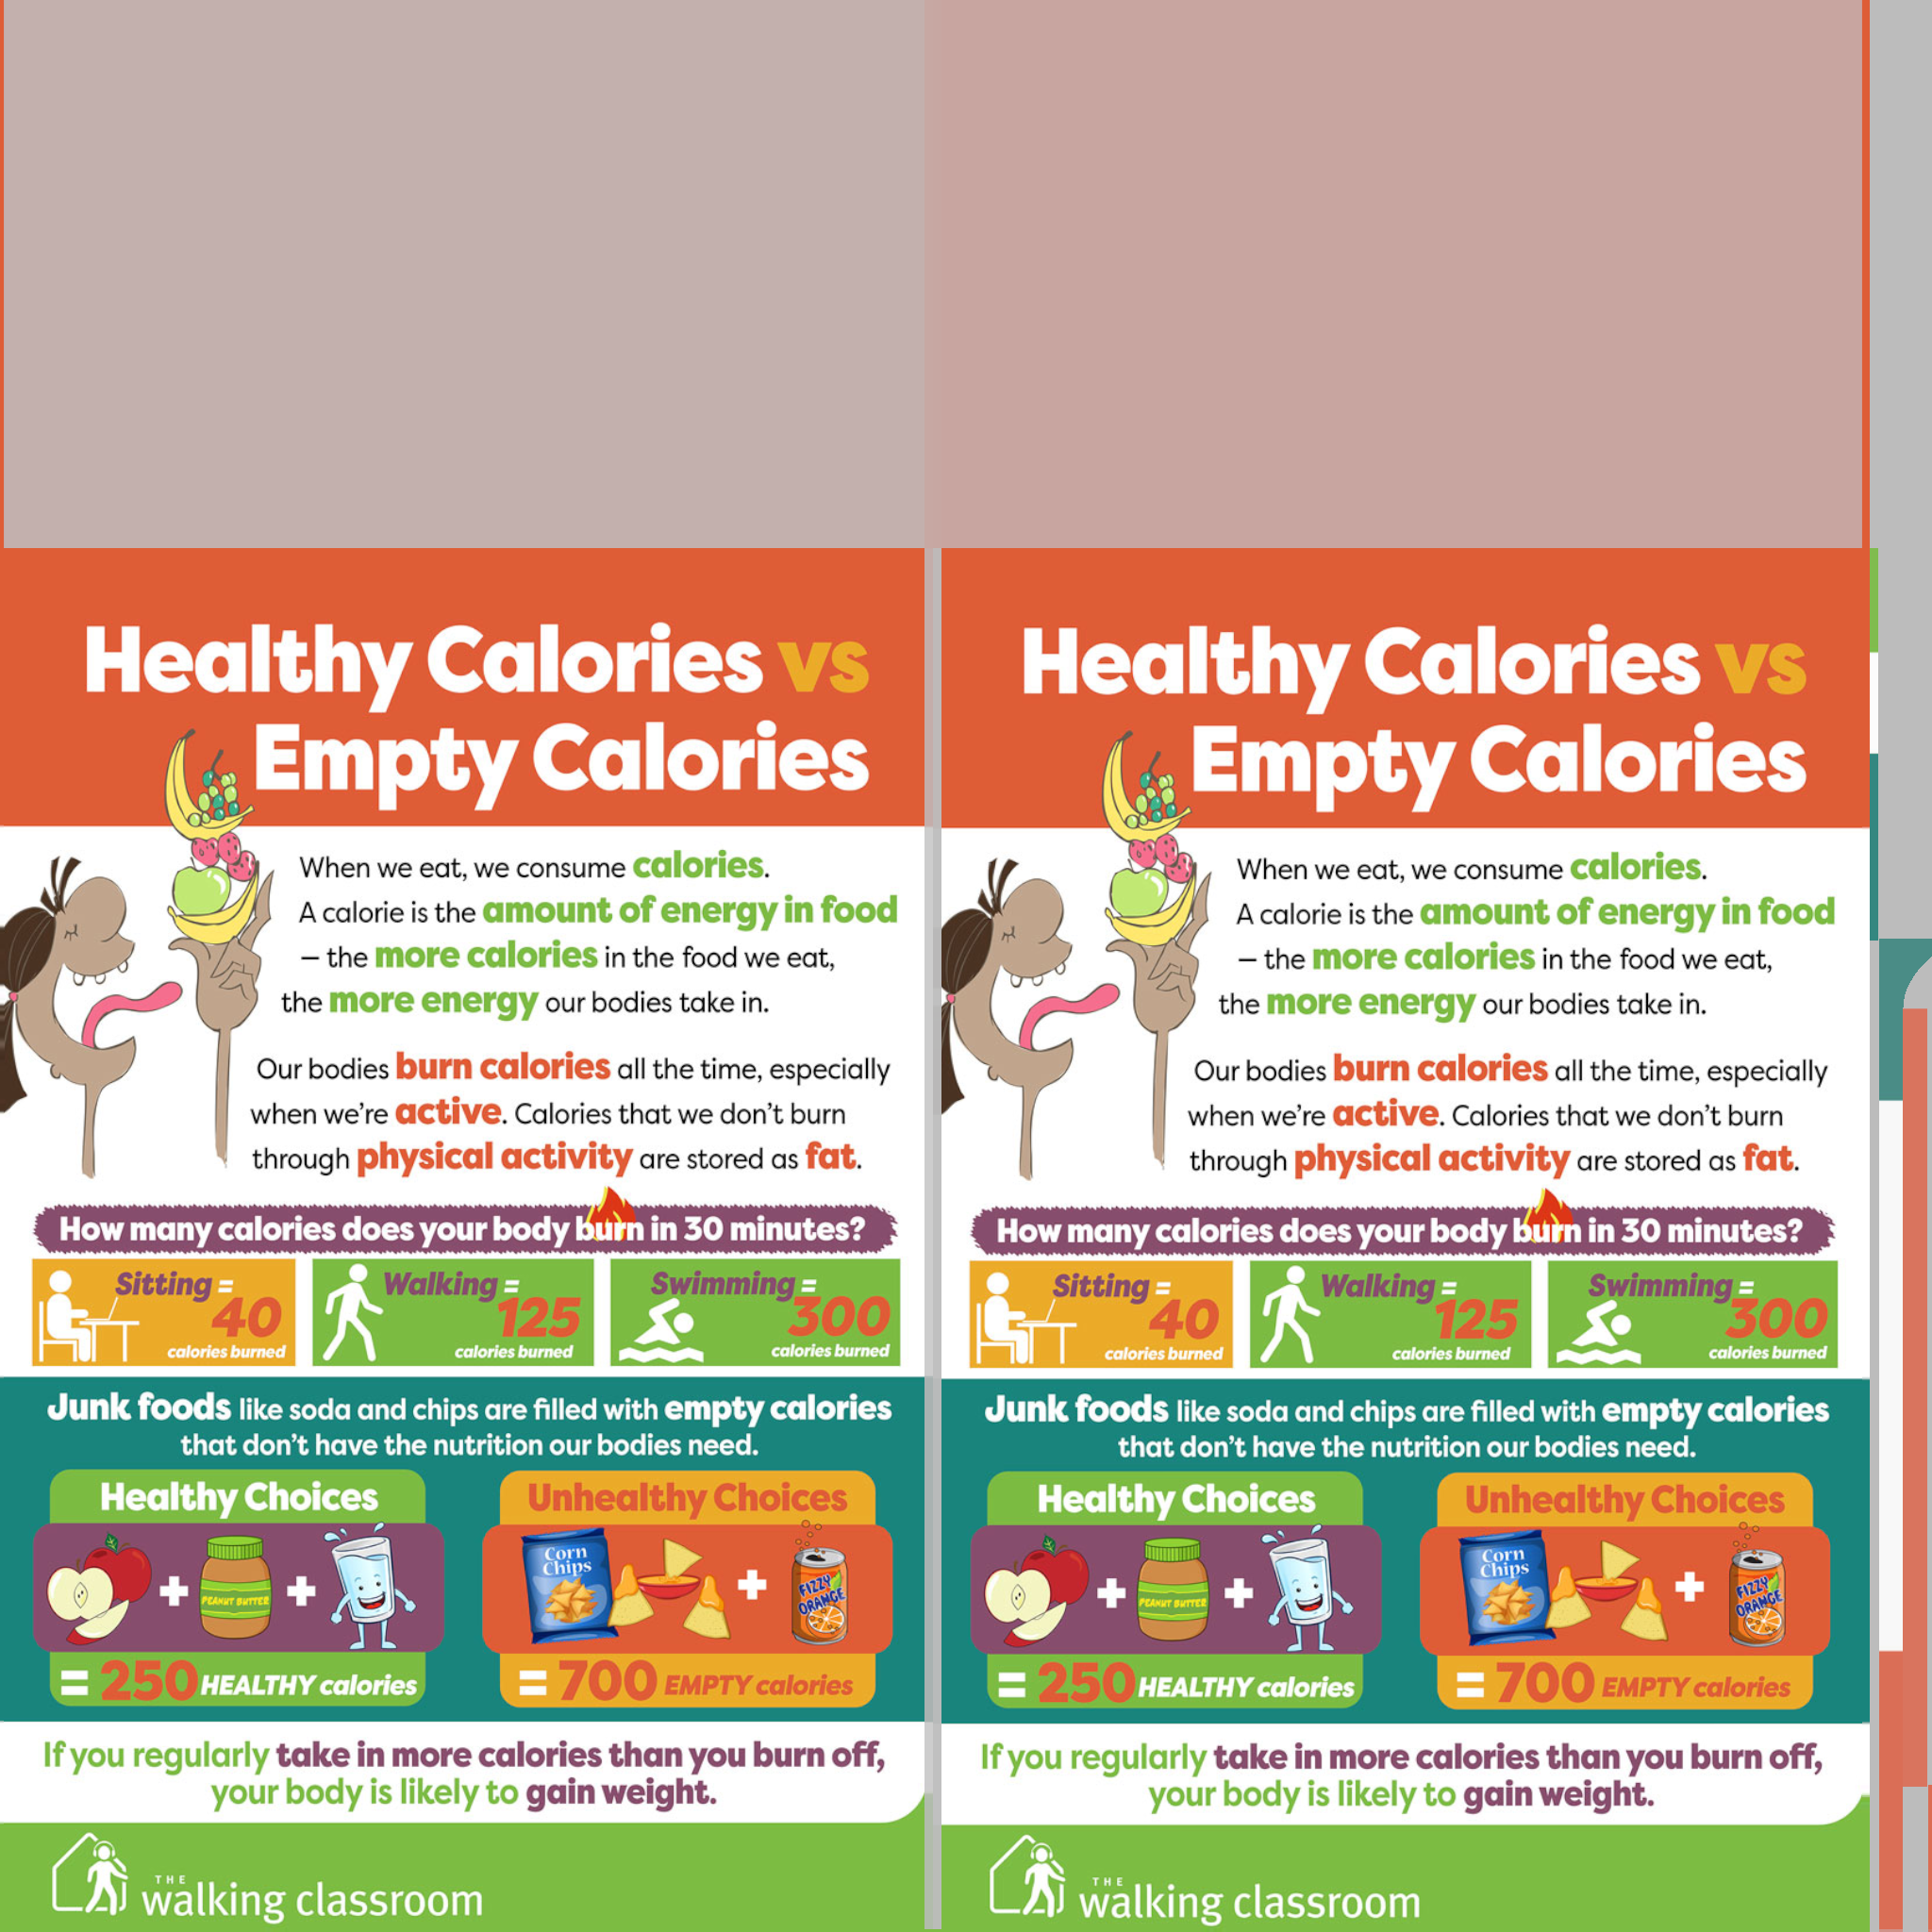 Healthy Calories vs
Empty Calories
When we eat, we consume calories.
A calorie is the amount of energy in food
– the more calories in the food we eat,
the more energy our bodies take in.
Our bodies burn calories all the time, especially
when we're active. Calories that we don't burn
through physical activity are stored as fat.
How many calories does your body burn in 30 minutes?
Sitting =
40
calories burned
Walking =
125
calories burned
Swimming =
300
calories burned
Junk foods like soda and chips are filled with empty calories
that don't have the nutrition our bodies need.
Healthy Choices
PEANUT BUTTER
= 250 HEALTHY calories
Unhealthy Choices
Corn
Chips
FIZZY
ORANGE
= 700 EMPTY calories
If you regularly take in more calories than you burn off,
your body is likely to gain weight.
THE
walking classroom
Healthy Calories vs
Empty Calories
When we eat, we consume calories.
A calorie is the amount of energy in food
– the more calories in the food we eat,
the more energy our bodies take in.
Our bodies burn calories all the time, especially
when we're active. Calories that we don't burn
through physical activity are stored as fat.
How many calories does your body burn in 30 minutes?
Sitting =
40
calories burned
Walking =
125
calories burned
Swimming =
300
calories burned
Junk foods like soda and chips are filled with empty calories
that don't have the nutrition our bodies need.
Healthy Choices
PEANUT BUTTER
= 250 HEALTHY calories
Unhealthy Choices
Corn
Chips
FIZZY
ORANGE
= 700 EMPTY calories
If you regularly take in more calories than you burn off,
your body is likely to gain weight.
THE
walking classroom